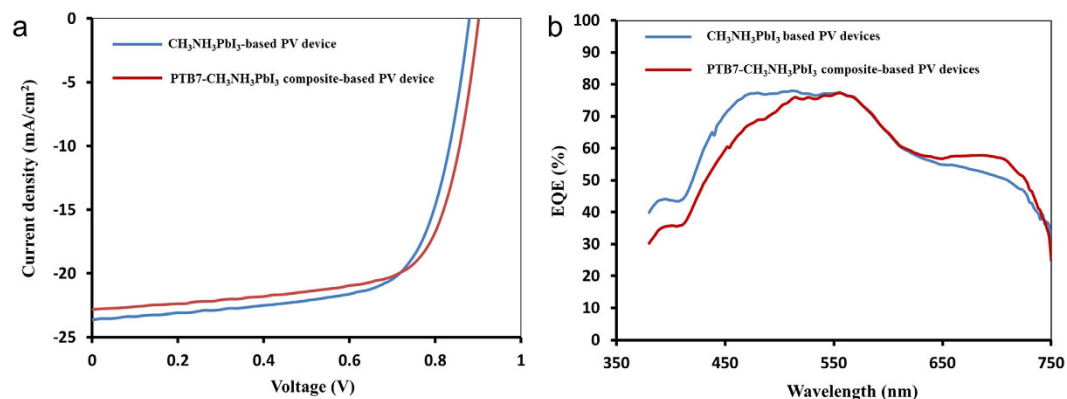 a
0
-5
-10
-15
-20
-25
0
0.2
0.4
0.6
0.8
1
Voltage (V)
Current density (mA/cm²)
CH₃NH₃PbI₃-based PV device
PTB7-CH₃NH₃PbI₃ composite-based PV device
b
100
90
80
70
60
50
40
30
20
10
0
350
450
550
650
750
Wavelength (nm)
EQE (%)
CH₃NH₃PbI₃ based PV devices
PTB7-CH₃NH₃PbI₃ composite-based PV devices